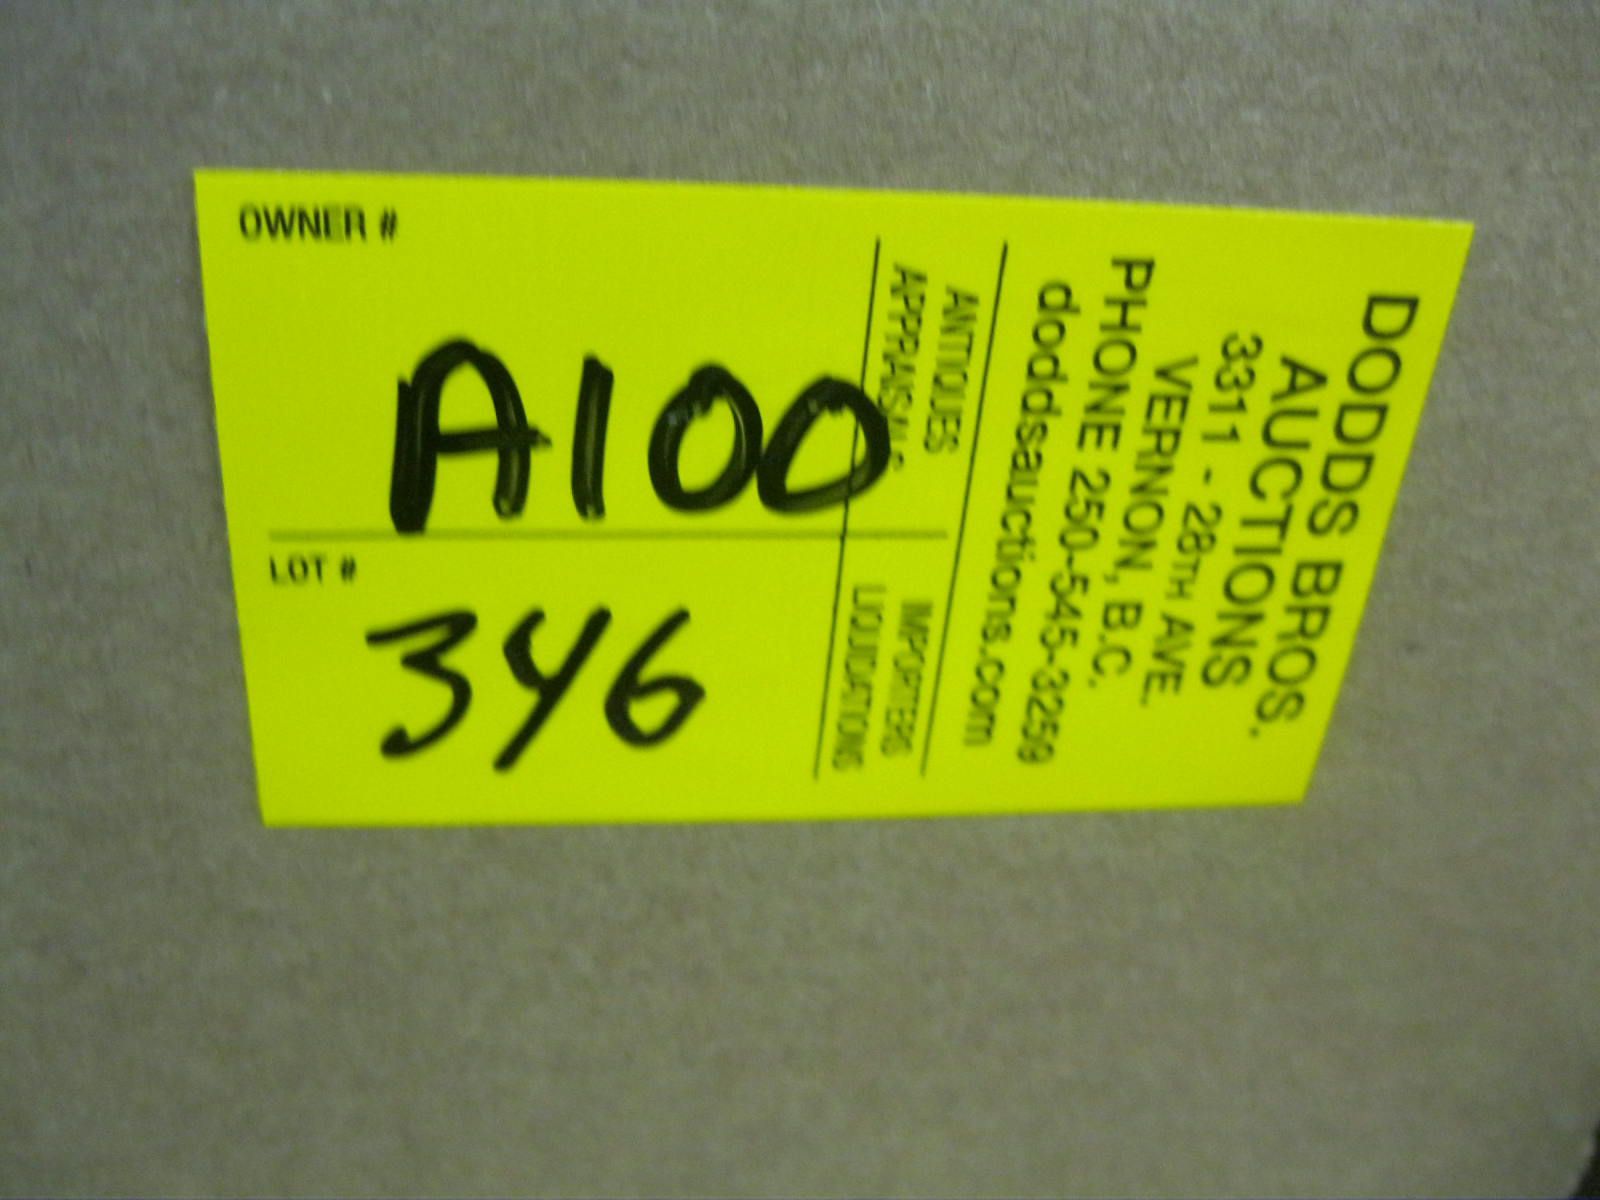 OWNER #
A100
LOT #
346
DODDS BROS.
AUCTIONS
3311 - 28TH AVE.
VERNON, B.C.
PHONE 250-545-3259
doddsauctions.com
ANTIQUES IMPORTERS
APPRAISALS LIQUIDATIONS